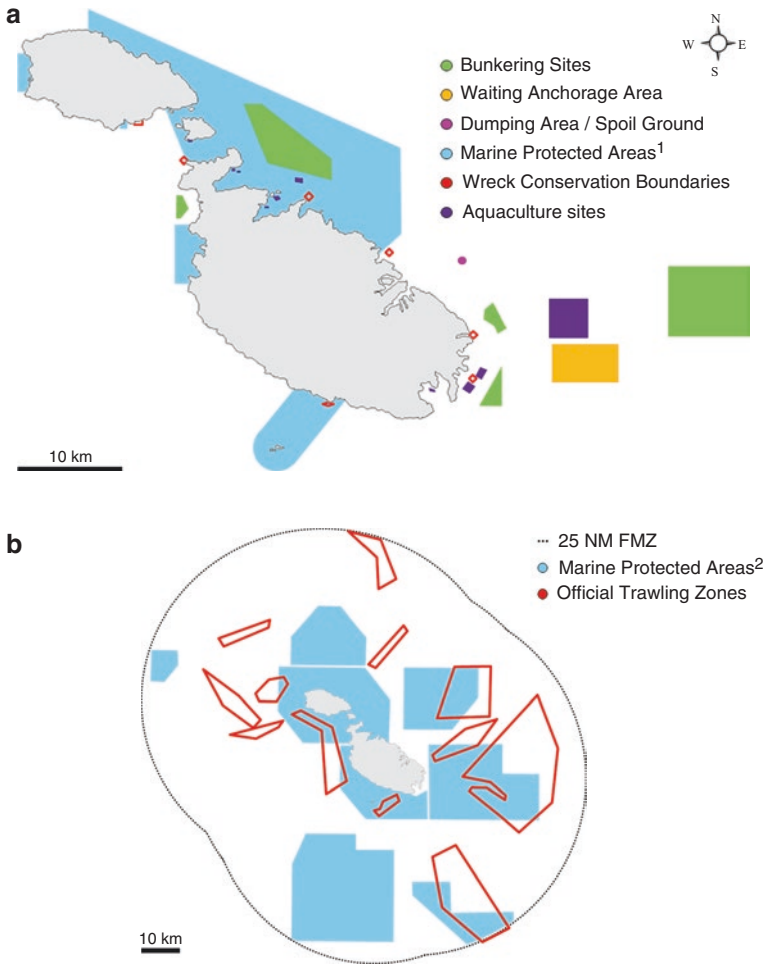 a
N
W E
S
Bunkering Sites
Waiting Anchorage Area
Dumping Area / Spoil Ground
Marine Protected Areas1
Wreck Conservation Boundaries
Aquaculture sites
10 km
b
25 NM FMZ
Marine Protected Areas2
Official Trawling Zones
10 km